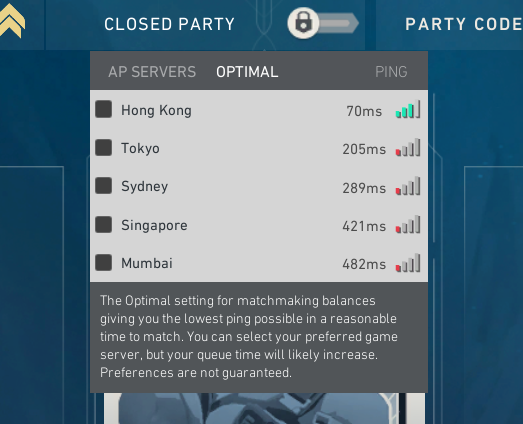 CLOSED PARTY
PARTY CODE
AP SERVERS OPTIMAL PING
Hong Kong 70ms
Tokyo 205ms
Sydney 289ms
Singapore 421ms
Mumbai 482ms
The Optimal setting for matchmaking balances
giving you the lowest ping possible in a reasonable
time to match. You can select your preferred game
server, but your queue time will likely increase.
Preferences are not guaranteed.